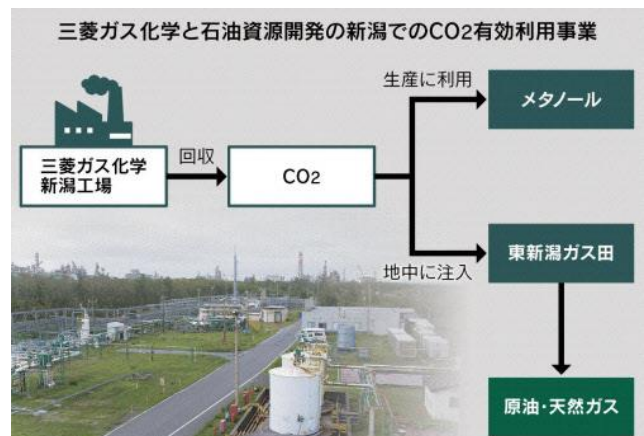 三菱ガス化学と石油資源開発の新潟でのCO2有効利用事業
生産に利用
メタノール
三菱ガス化学
新潟工場
回収
CO2
東新潟ガス田
地中に注入
原油・天然ガス